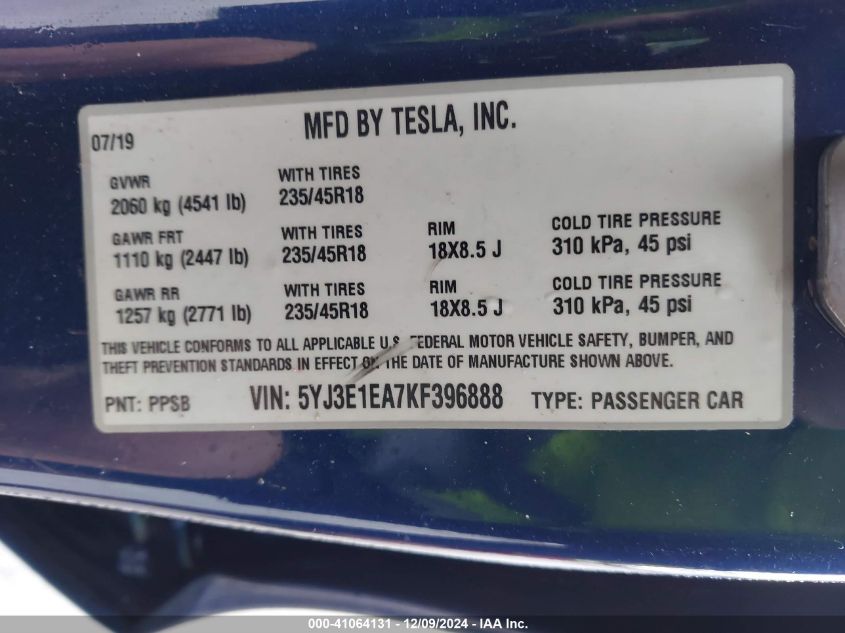 MFD BY TESLA, INC.
07/19
GVWR WITH TIRES
2060 kg (4541 lb) 235/45R18
GAWR FRT WITH TIRES RIM COLD TIRE PRESSURE
1110 kg (2447 lb) 235/45R18 18X8.5 J 310 kPa, 45 psi
GAWR RR WITH TIRES RIM COLD TIRE PRESSURE
1257 kg (2771 lb) 235/45R18 18X8.5 J 310 kPa, 45 psi
THIS VEHICLE CONFORMS TO ALL APPLICABLE U.S. FEDERAL MOTOR VEHICLE SAFETY, BUMPER, AND
THEFT PREVENTION STANDARDS IN EFFECT ON THE DATE OF MANUFACTURE SHOWN ABOVE.
PNT: PPSB VIN: 5YJ3E1EA7KF396888 TYPE: PASSENGER CAR
000-41064131 - 12/09/2024 - IAA Inc.